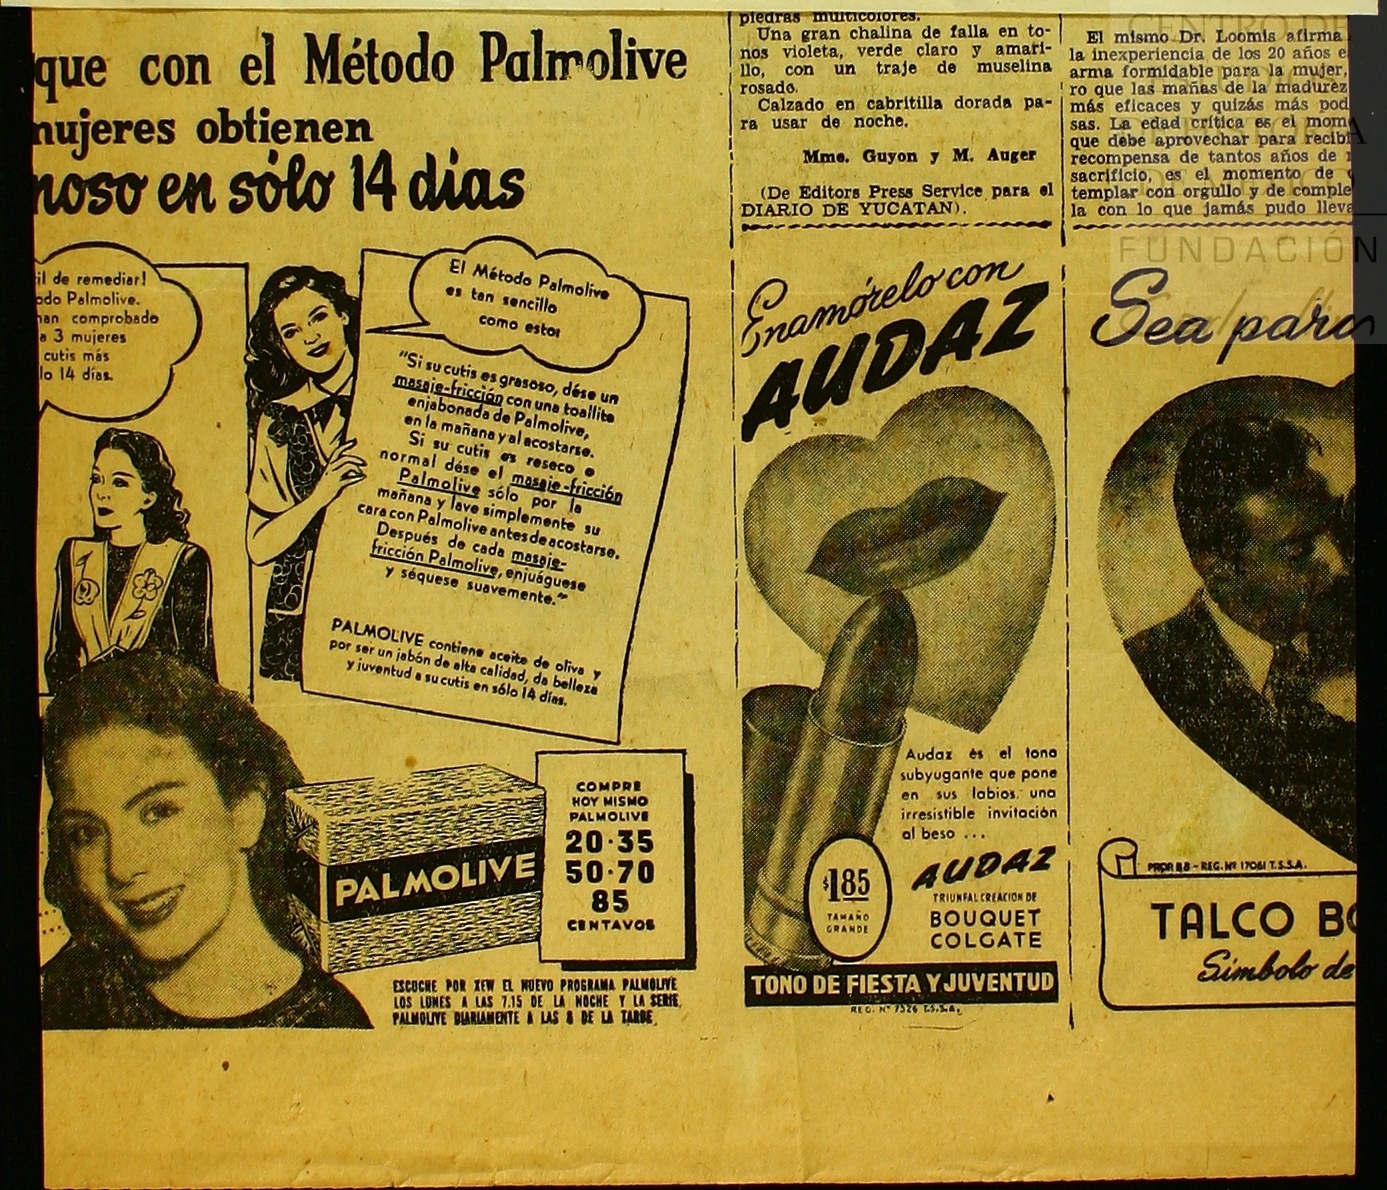 que con el Método Palmolive
mujeres obtienen
en sólo 14 días
il de remediar!
Palmolive.
han comprobado
a 3 mujeres
cutis más
lo 14 días.
El Método Palmolive
es tan sencillo
como esto:
"Si su cutis es grasoso, dése un
masaje-fricción con una toallita
enjabonada de Palmolive,
en la mañana y al acostarse.
Si su cutis es reseco o
normal dése el masaje-fricción
Palmolive sólo por la
mañana y lave simplemente su
cara con Palmolive antes de acostarse.
Después de cada masaje-
fricción Palmolive, enjuáguese
y séquese suavemente."
PALMOLIVE contiene aceite de oliva y
por ser un jabón de alta calidad, da belleza
y juventud a su cutis en sólo 14 días.
PALMOLIVE
COMPRE
HOY MISMO
PALMOLIVE
20·35
50·70
85
CENTAVOS
ESCUCHE POR XEW EL NUEVO PROGRAMA PALMOLIVE
LOS LUNES A LAS 7.15 DE LA NOCHE Y LA SERIE
PALMOLIVE DIARIAMENTE A LAS 8 DE LA TARDE.
piedras multicolores.
Una gran chalina de falla en to-
nos violeta, verde claro y amari-
llo, con un traje de muselina
rosado.
Calzado en cabritilla dorada pa-
ra usar de noche.
Mme. Guyon y M. Auger
(De Editors Press Service para el
DIARIO DE YUCATAN).
Enamórelo con
AUDAZ
Audaz es el tono
subyugante que pone
en sus labios una
irresistible invitación
al beso ...
$1.85
TAMAÑO
GRANDE
AUDAZ
TRIUNFAL CREACION DE
BOUQUET
COLGATE
TONO DE FIESTA Y JUVENTUD
REG. Nº 7526 T.S.S.A.
El mismo Dr. Loomis afirma
la inexperiencia de los 20 años e
arma formidable para la mujer,
ro que las mañas de la madurez
más eficaces y quizás más pod
sas. La edad crítica es el mom
que debe aprovechar para recibi
recompensa de tantos años de
sacrificio, es el momento de
templar con orgullo y de comple
la con lo que jamás pudo lleva
CENTRO DE
FUNDACIÓN
Sea para
PROP. B.B - REG. Nº 17061 T.S.S.A.
TALCO BO
Símbolo de